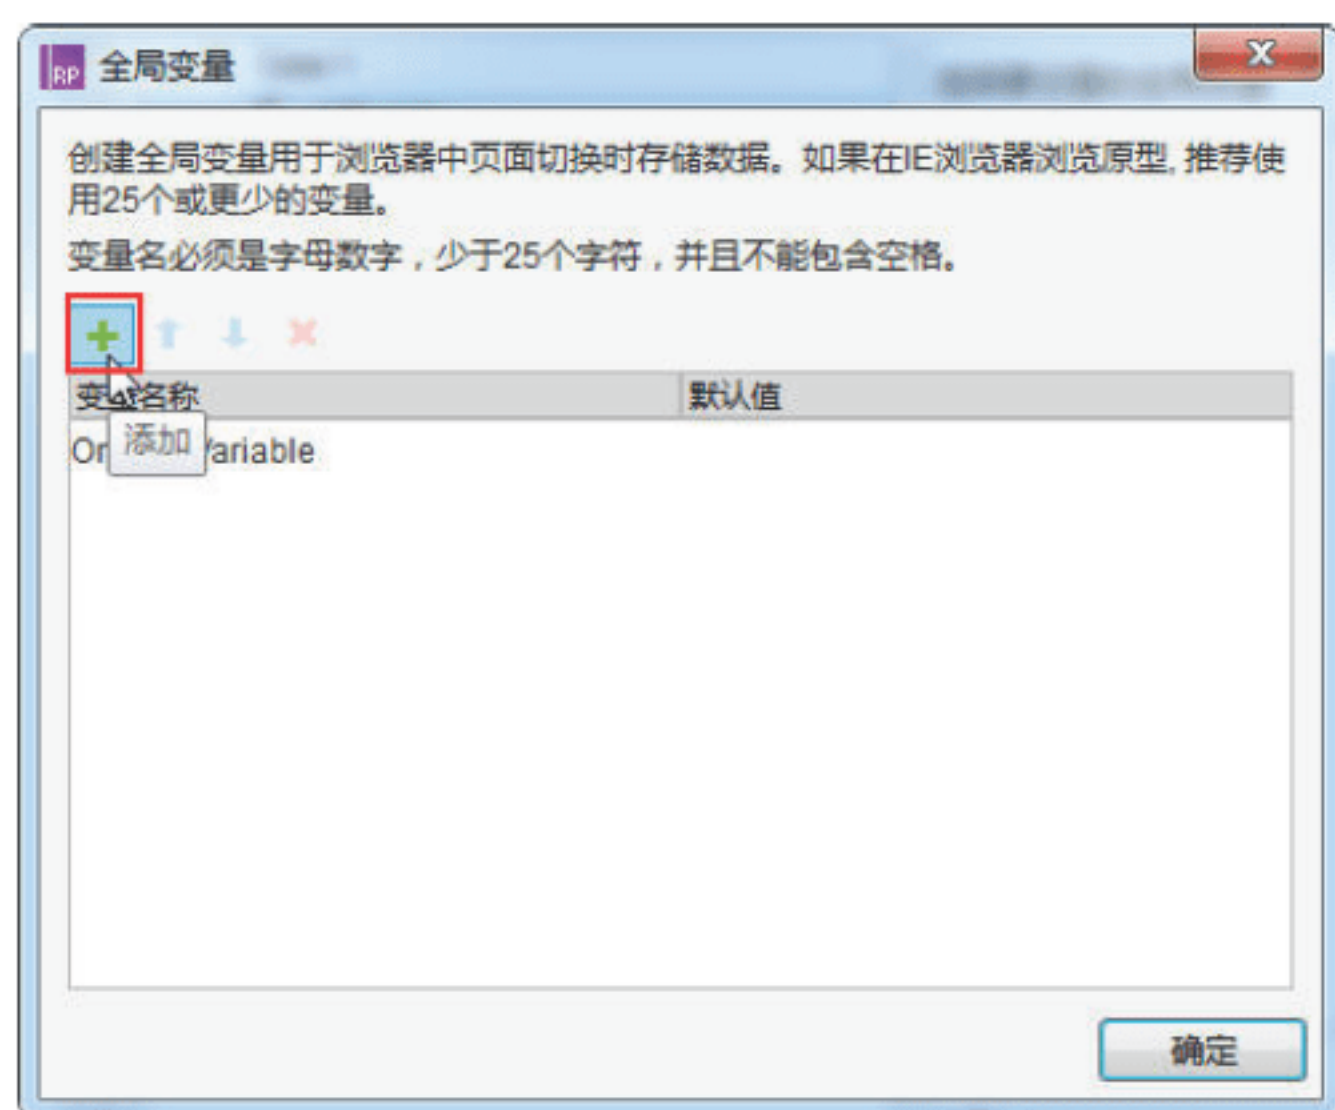 RP 全局变量
创建全局变量用于浏览器中页面切换时存储数据。如果在IE浏览器浏览原型, 推荐使
用25个或更少的变量。
变量名必须是字母数字，少于25个字符，并且不能包含空格。
名称 默认值
添加
Variable
确定